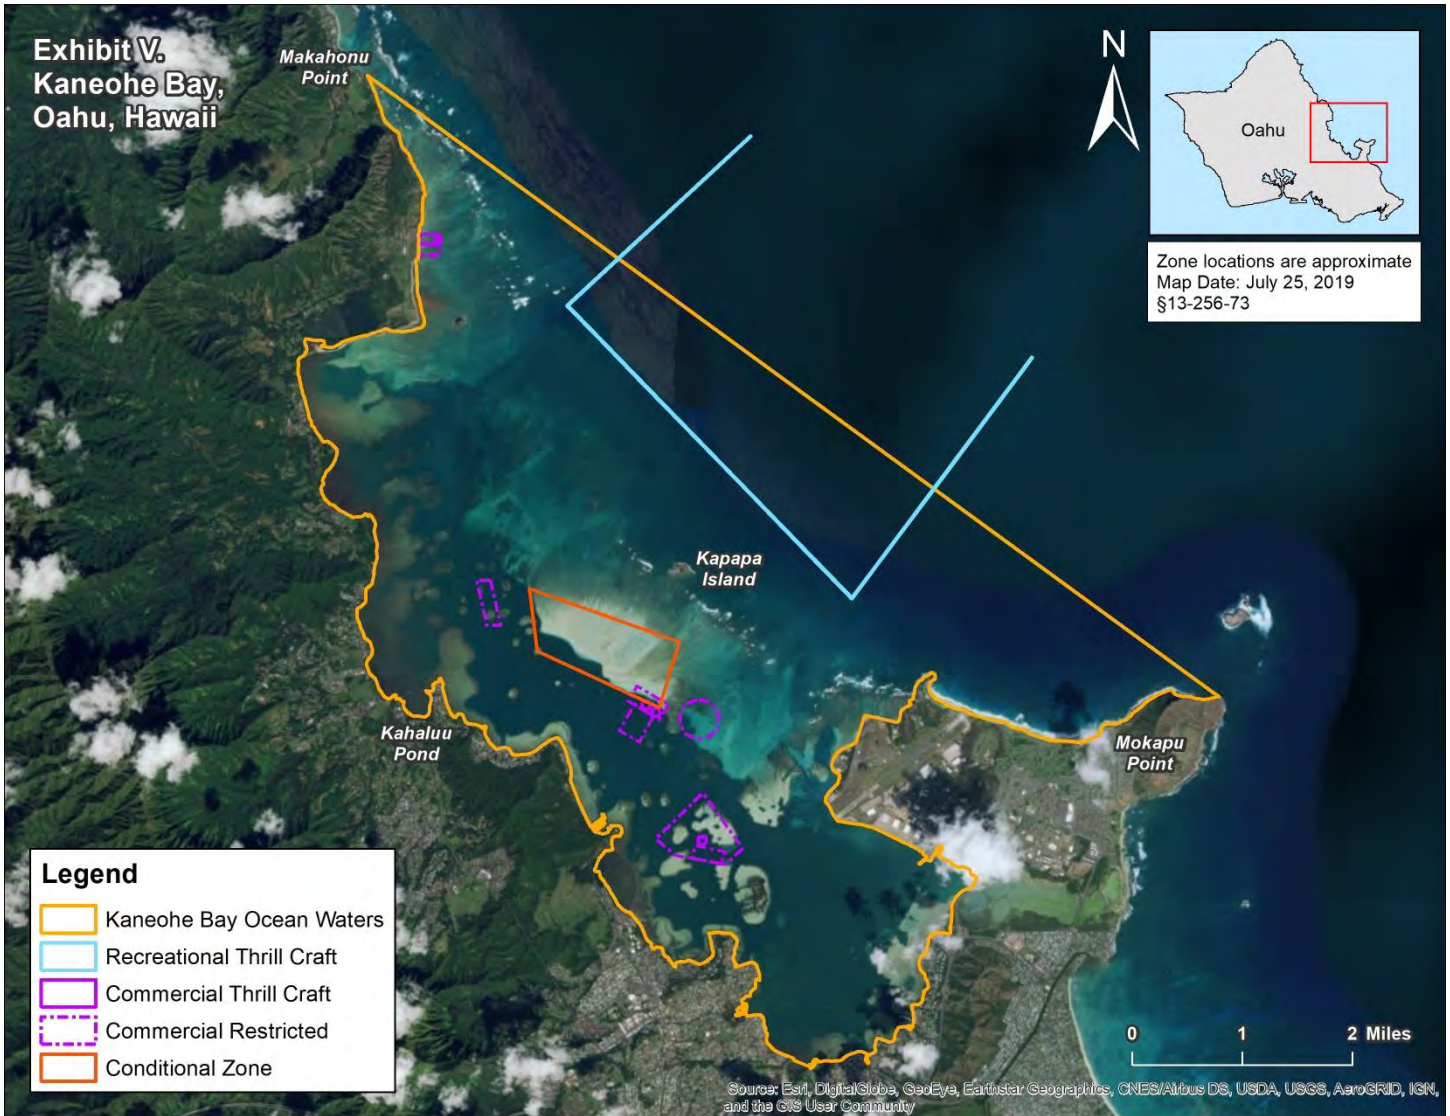 Exhibit V.
Kaneohe Bay,
Oahu, Hawaii
Makahonu
Point
N
Oahu
Zone locations are approximate
Map Date: July 25, 2019
§13-256-73
Kapapa
Island
Kahaluu
Pond
Mokapu
Point
Legend
Kaneohe Bay Ocean Waters
Recreational Thrill Craft
Commercial Thrill Craft
Commercial Restricted
Conditional Zone
0 1 2 Miles
Source: Esri, DigitalGlobe, GeoEye, Earthstar Geographics, CNES/Airbus DS, USDA, USGS, AeroGRID, IGN,
and the GIS User Community